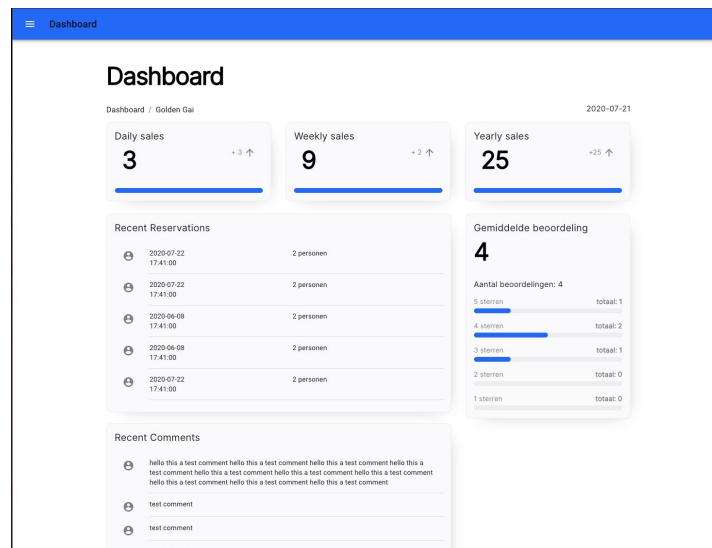 Dashboard
Dashboard
Dashboard / Golden Gai
2020-07-21
Daily sales
3
+ 3
Weekly sales
9
+ 2
Yearly sales
25
+25
Recent Reservations
2020-07-22
17:41:00
2 personen
2020-07-22
17:41:00
2 personen
2020-06-08
17:41:00
2 personen
2020-06-08
17:41:00
2 personen
2020-07-22
17:41:00
2 personen
Gemiddelde beoordeling
4
Aantal beoordelingen: 4
5 sterren
totaal: 1
4 sterren
totaal: 2
3 sterren
totaal: 1
2 sterren
totaal: 0
1 sterren
totaal: 0
Recent Comments
hello this a test comment hello this a test comment hello this a test comment hello this a
test comment hello this a test comment hello this a test comment hello this a test comment
hello this a test comment hello this a test comment hello this a test comment
test comment
test comment